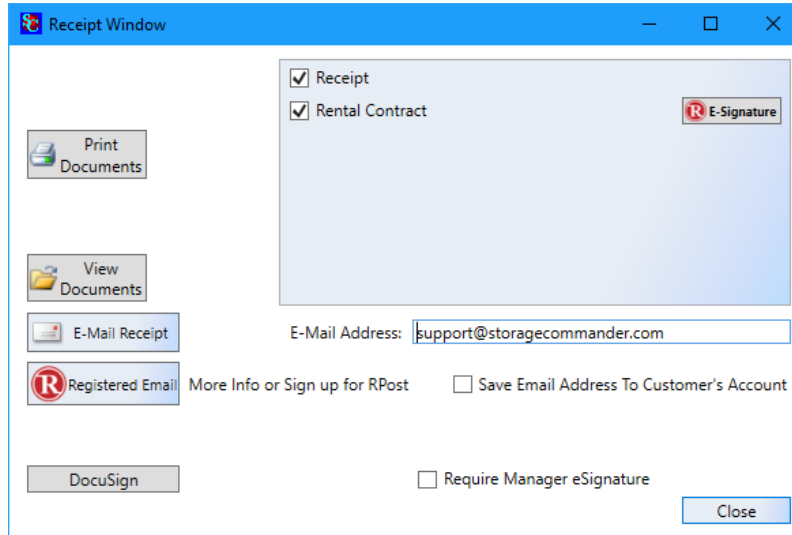 Receipt Window
Receipt
Rental Contract
E-Signature
Print
Documents
View
Documents
E-Mail Receipt
E-Mail Address: support@storagecommander.com
Registered Email More Info or Sign up for RPost Save Email Address To Customer's Account
DocuSign
Require Manager eSignature
Close